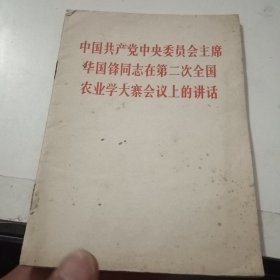 中国共产党中央委员会主席
华国锋同志在第二次全国
农业学大寨会议上的讲话